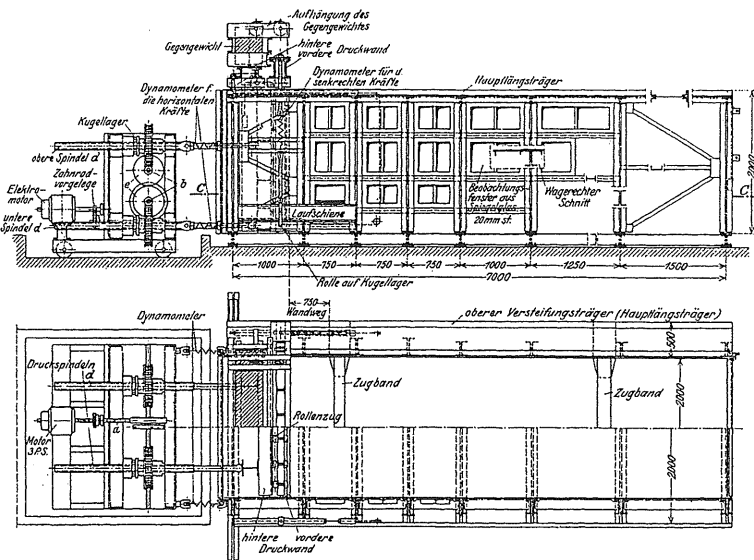 Aufhängung des
Gegengewichtes
Gegengewicht
hintere
vordere Druckwand
Dynamometer für d.
senkrechten Kräfte
Hauptlängsträger
Dynamometer f.
die horizontalen
Kräfte
Kugellager
obere Spindel d
Zahnrad-
vorgelege
e
b
C
C
Elektro-
motor
untere
Spindel d
Laufschiene
Beobachtungs-
fenster aus
Spiegelglas
20mm st.
Wagerechter
Schnitt
1000
750
750
750
1000
1250
1500
7000
Rolle auf Kugellager
750
Wandweg
Dynamometer
oberer Versteifungsträger (Hauptlängsträger)
500
Druckspindeln
d
Zugband
Zugband
2000
Rollenzug
a
Motor
3 P.S.
2000
hintere
vordere
Druckwand